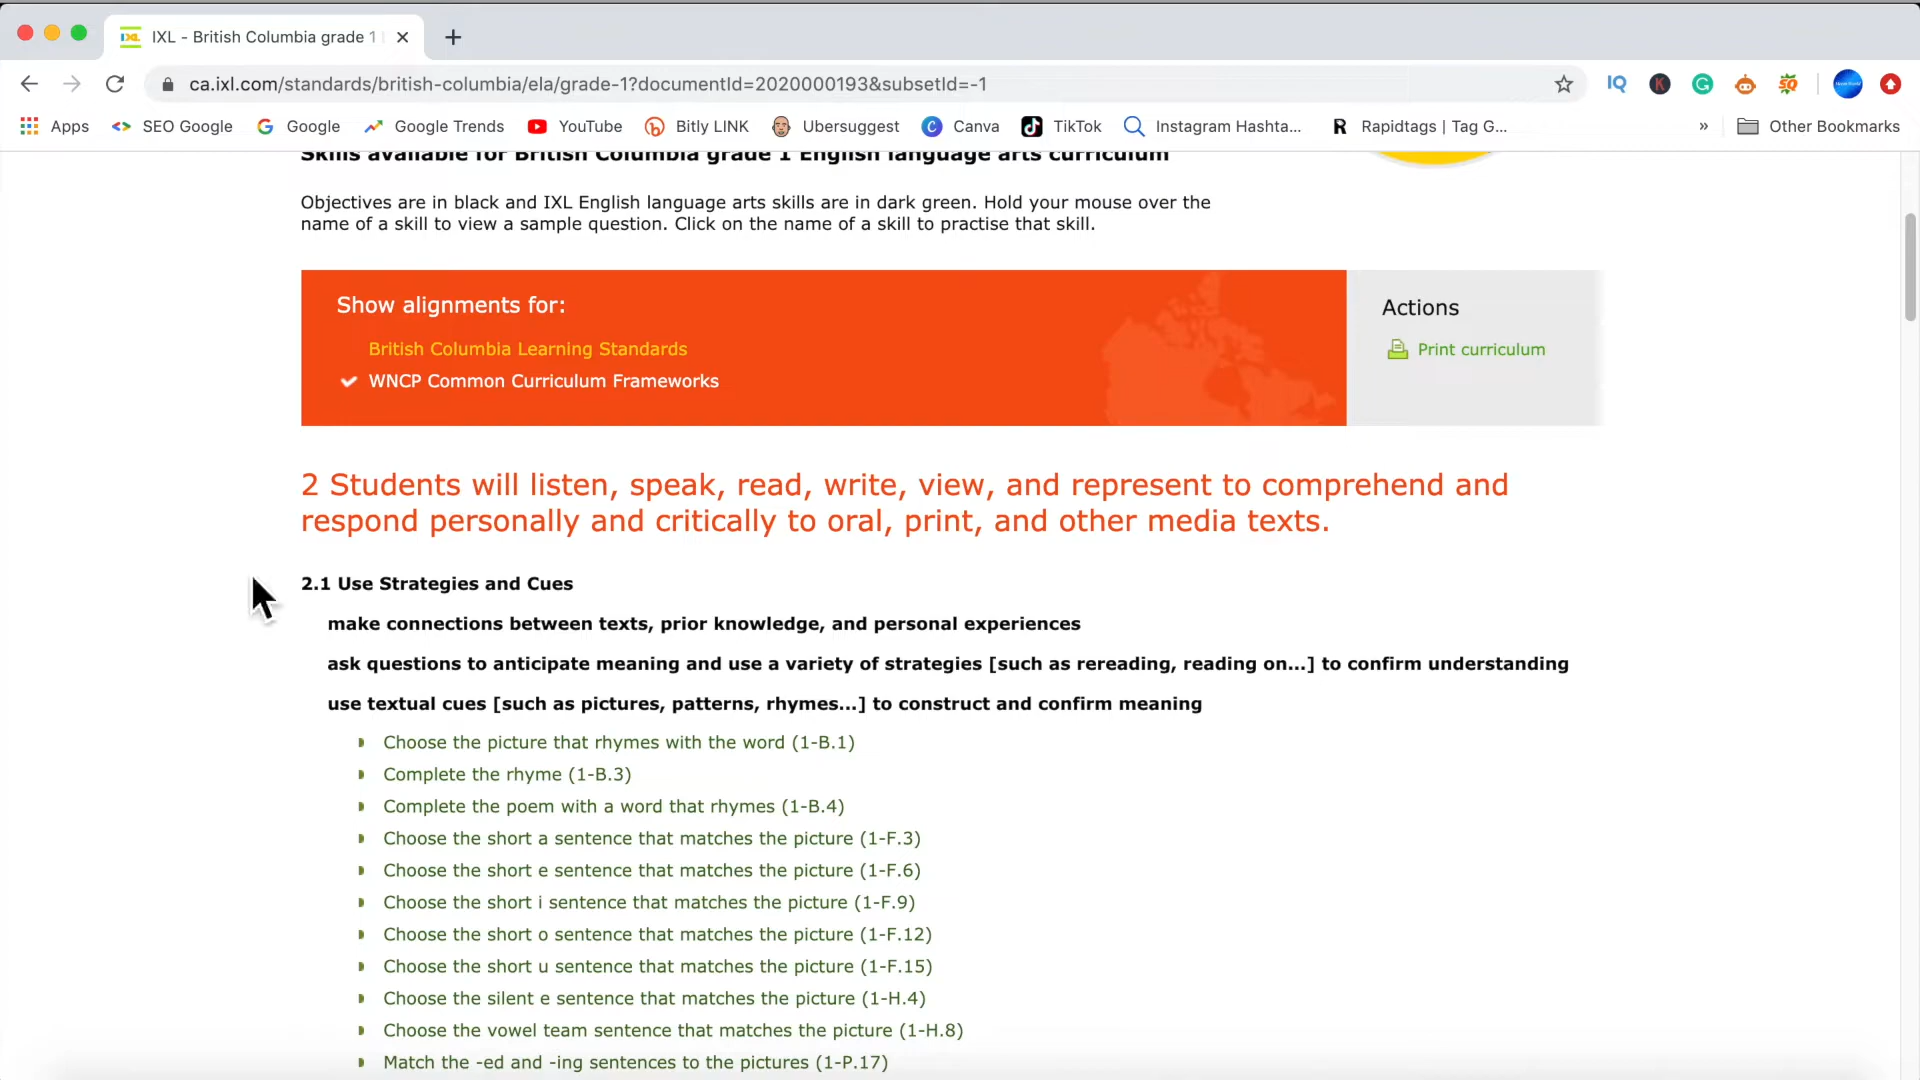 IXL - British Columbia grade 1
ca.ixl.com/standards/british-columbia/ela/grade-1?documentId=2020000193&subsetId=-1
Apps SEO Google Google Google Trends YouTube Bitly LINK Ubersuggest Canva TikTok Instagram Hashta... Rapidtags | Tag G... » Other Bookmarks
Skills available for British Columbia grade 1 English language arts curriculum
Objectives are in black and IXL English language arts skills are in dark green. Hold your mouse over the
name of a skill to view a sample question. Click on the name of a skill to practise that skill.
Show alignments for:
British Columbia Learning Standards
WNCP Common Curriculum Frameworks
Actions
Print curriculum
2 Students will listen, speak, read, write, view, and represent to comprehend and
respond personally and critically to oral, print, and other media texts.
2.1 Use Strategies and Cues
make connections between texts, prior knowledge, and personal experiences
ask questions to anticipate meaning and use a variety of strategies [such as rereading, reading on...] to confirm understanding
use textual cues [such as pictures, patterns, rhymes...] to construct and confirm meaning
Choose the picture that rhymes with the word (1-B.1)
Complete the rhyme (1-B.3)
Complete the poem with a word that rhymes (1-B.4)
Choose the short a sentence that matches the picture (1-F.3)
Choose the short e sentence that matches the picture (1-F.6)
Choose the short i sentence that matches the picture (1-F.9)
Choose the short o sentence that matches the picture (1-F.12)
Choose the short u sentence that matches the picture (1-F.15)
Choose the silent e sentence that matches the picture (1-H.4)
Choose the vowel team sentence that matches the picture (1-H.8)
Match the -ed and -ing sentences to the pictures (1-P.17)